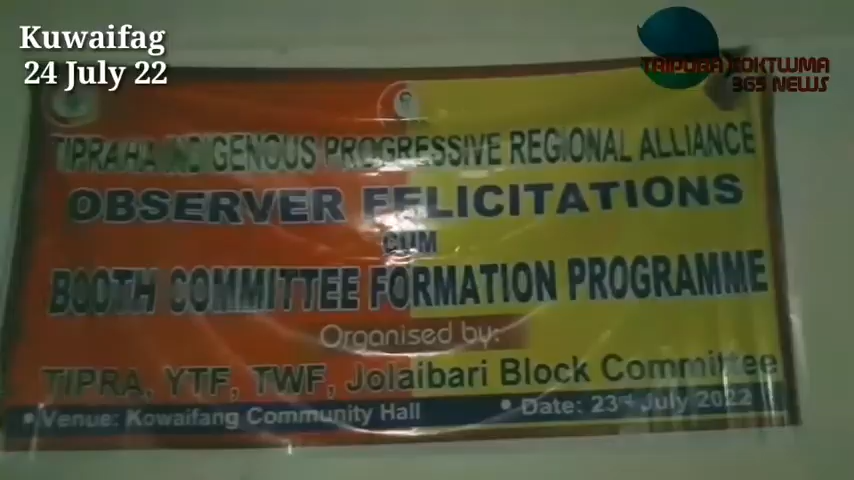 Kuwaifag
24 July 22
TRIPURA KOKTWMA
365 NEWS
TIPRAHA INDIGENOUS PROGRESSIVE REGIONAL ALLIANCE
OBSERVER FELICITATIONS
CUM
BOOTH COMMITTEE FORMATION PROGRAMME
Organised by:
TIPRA, YTF, TWF, Jolaibari Block Committee
• Venue: Kowaifang Community Hall • Date: 23rd July 2022